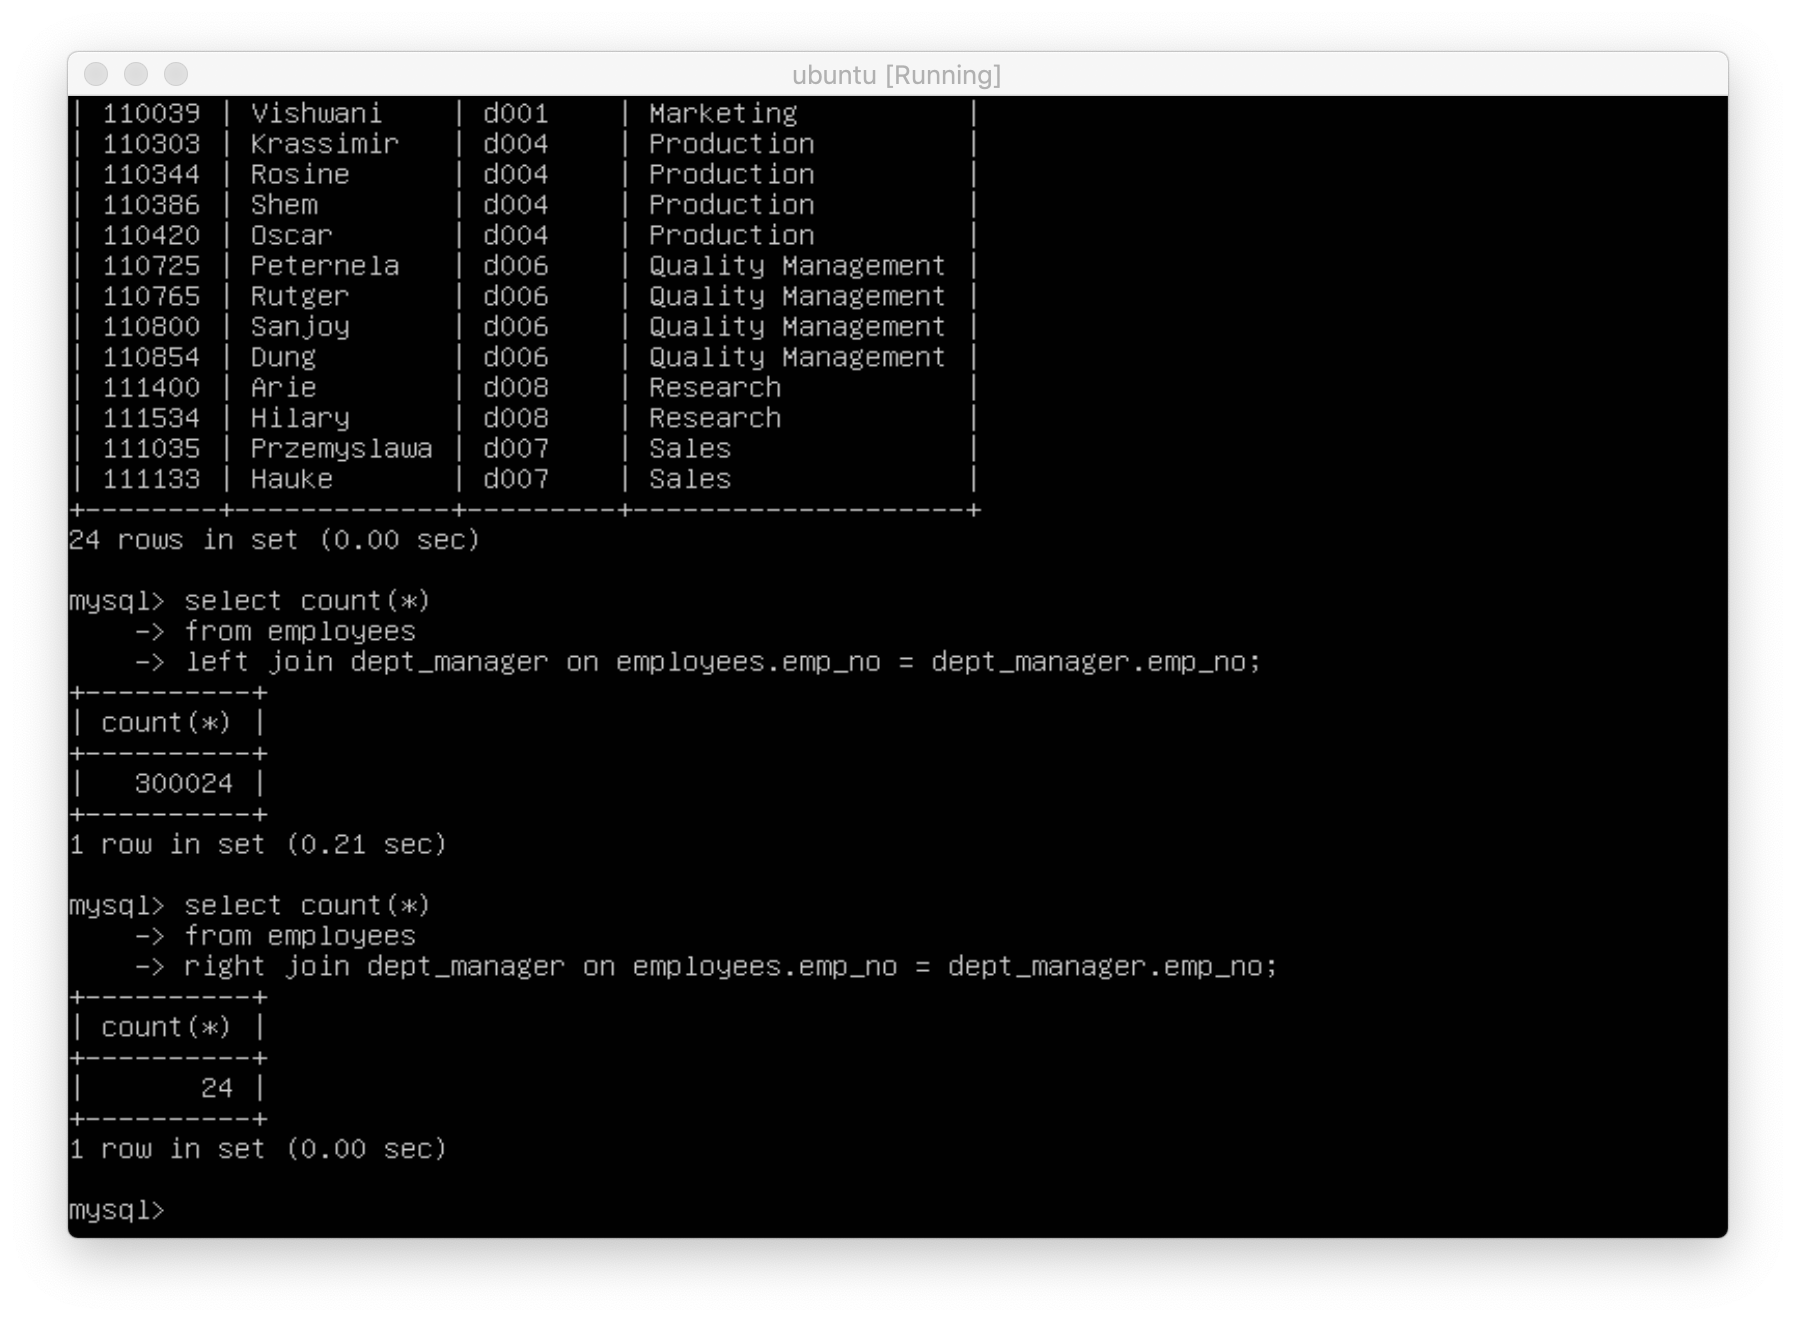 ubuntu [Running]
| 110039 | Vishwani    | d001    | Marketing          |
| 110303 | Krassimir   | d004    | Production         |
| 110344 | Rosine      | d004    | Production         |
| 110386 | Shem        | d004    | Production         |
| 110420 | Oscar       | d004    | Production         |
| 110725 | Peternela   | d006    | Quality Management |
| 110765 | Rutger      | d006    | Quality Management |
| 110800 | Sanjoy      | d006    | Quality Management |
| 110854 | Dung        | d006    | Quality Management |
| 111400 | Arie        | d008    | Research           |
| 111534 | Hilary      | d008    | Research           |
| 111035 | Przemyslawa | d007    | Sales              |
| 111133 | Hauke       | d007    | Sales              |
+--------+-------------+---------+--------------------+
24 rows in set (0.00 sec)

mysql> select count(*)
    -> from employees
    -> left join dept_manager on employees.emp_no = dept_manager.emp_no;
+----------+
| count(*) |
+----------+
|   300024 |
+----------+
1 row in set (0.21 sec)

mysql> select count(*)
    -> from employees
    -> right join dept_manager on employees.emp_no = dept_manager.emp_no;
+----------+
| count(*) |
+----------+
|       24 |
+----------+
1 row in set (0.00 sec)

mysql>